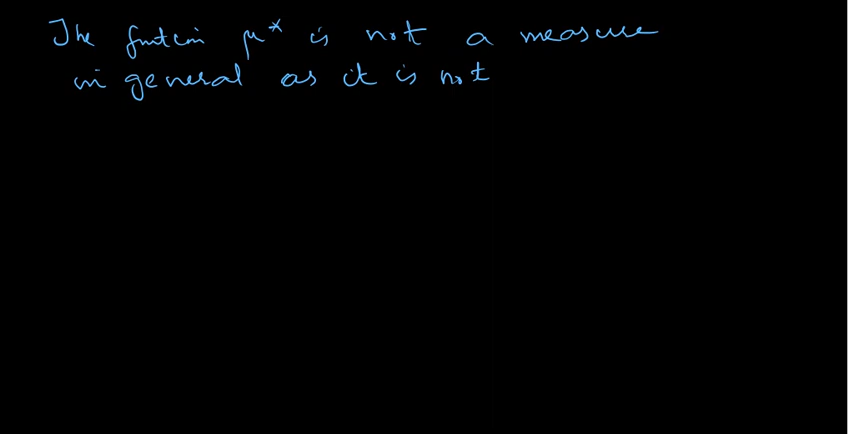 The function μ* is not a measure
in general as it is not